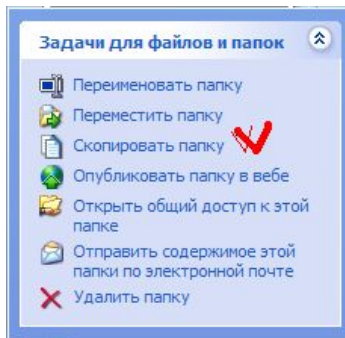 Задачи для файлов и папок
Переименовать папку
Переместить папку
Скопировать папку
Опубликовать папку в вебе
Открыть общий доступ к этой
папке
Отправить содержимое этой
папки по электронной почте
Удалить папку